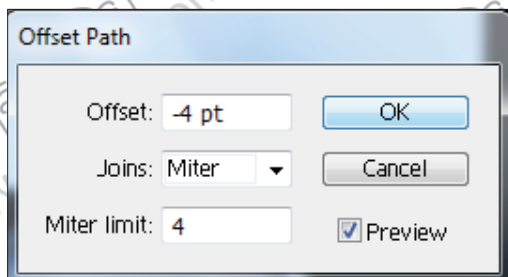 Offset Path
Offset: -4 pt
OK
Joins: Miter
Cancel
Miter limit: 4
Preview